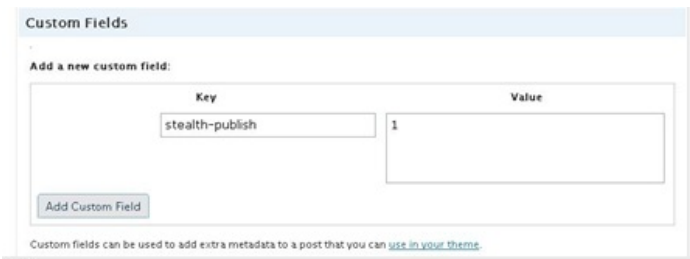 Custom Fields
Add a new custom field:
Key Value
stealth-publish 1
Add Custom Field
Custom fields can be used to add extra metadata to a post that you can use in your theme.